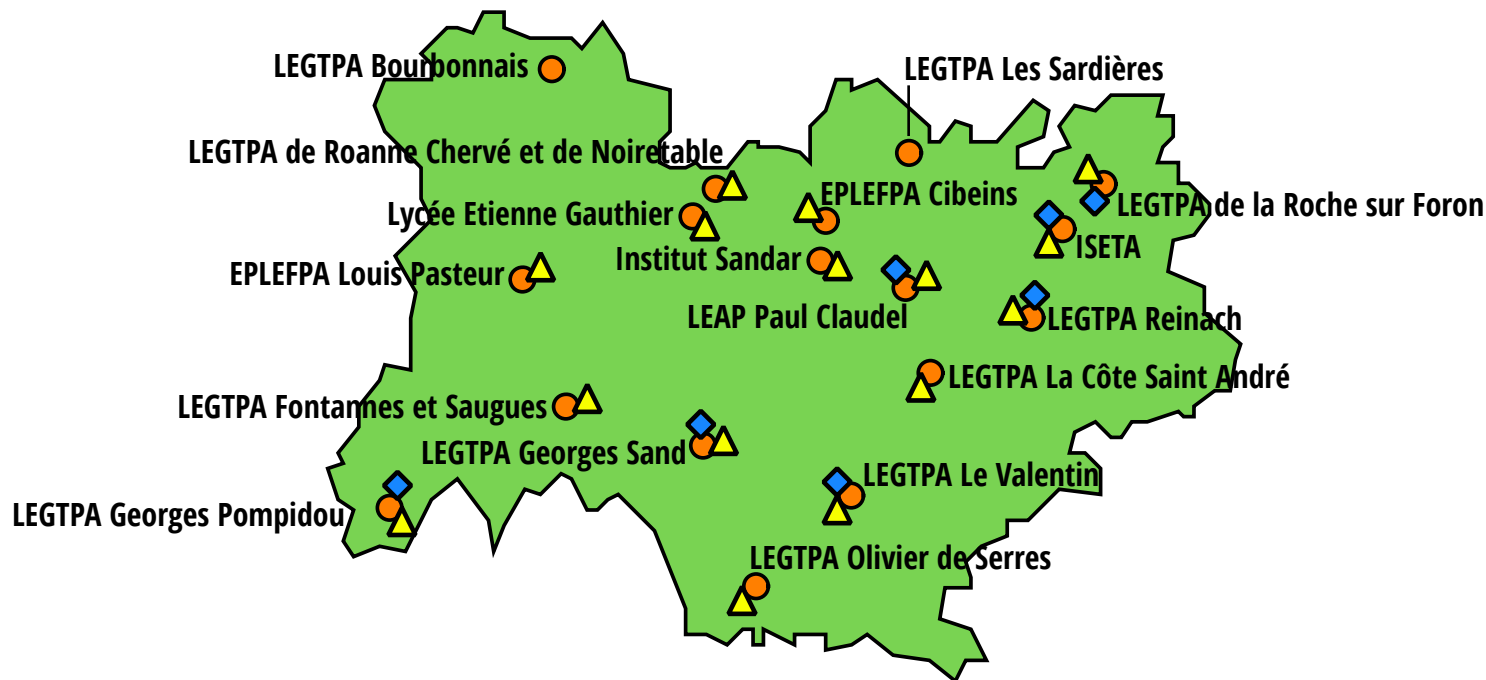 LEGTPA Bourbonnais
LEGTPA Les Sardières
LEGTPA de Roanne Chervé et de Noiretable
EPLEFPA Cibeins
LEGTPA de la Roche sur Foron
Lycée Etienne Gauthier
ISETA
Institut Sandar
EPLEFPA Louis Pasteur
LEAP Paul Claudel
LEGTPA Reinach
LEGTPA La Côte Saint André
LEGTPA Fontannes et Saugues
LEGTPA Georges Sand
LEGTPA Le Valentin
LEGTPA Georges Pompidou
LEGTPA Olivier de Serres